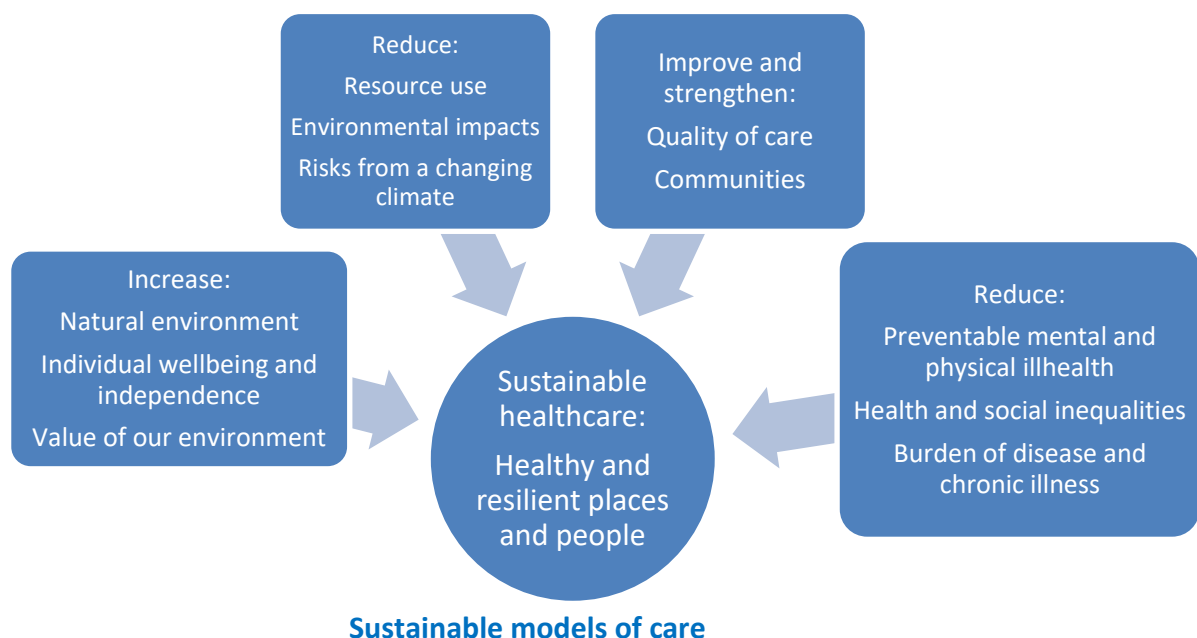 Increase:
Natural environment
Individual wellbeing and
independence
Value of our environment
Reduce:
Resource use
Environmental impacts
Risks from a changing
climate
Improve and
strengthen:
Quality of care
Communities
Reduce:
Preventable mental and
physical illhealth
Health and social inequalities
Burden of disease and
chronic illness
Sustainable
healthcare:
Healthy and
resilient places
and people
Sustainable models of care